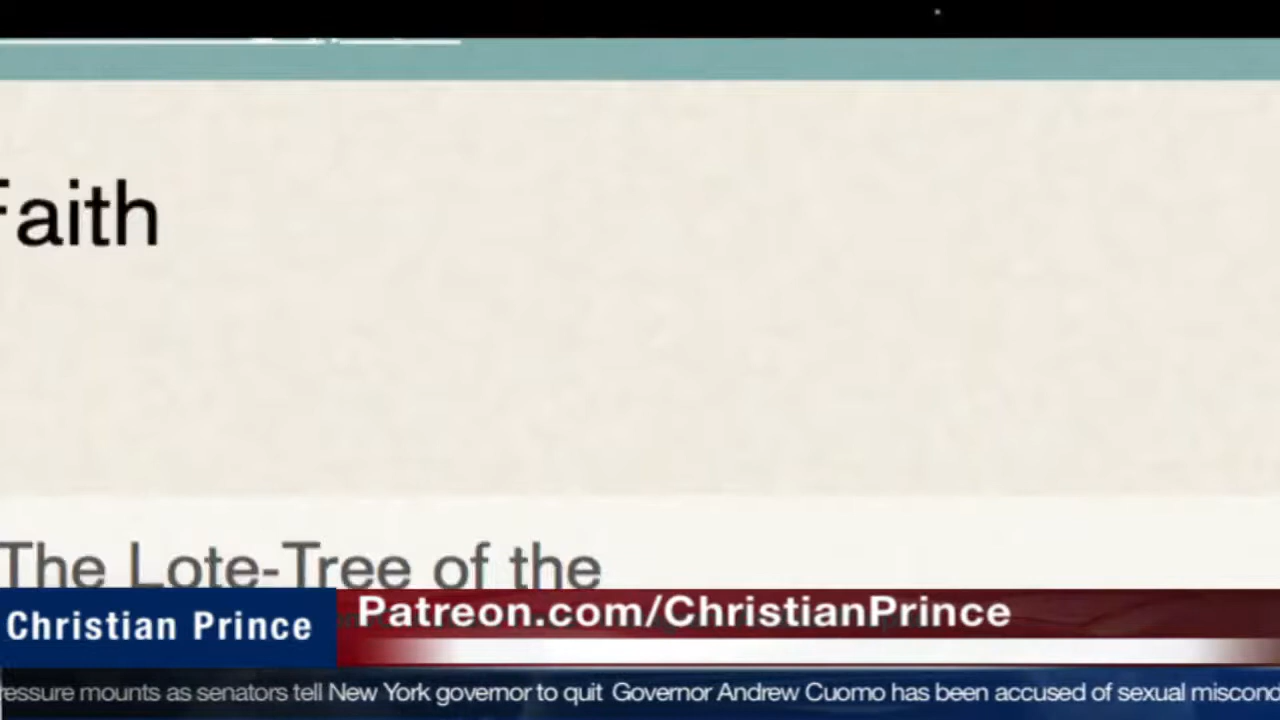 Faith
The Lote-Tree of the
Christian Prince
Patreon.com/ChristianPrince
ressure mounts as senators tell New York governor to quit Governor Andrew Cuomo has been accused of sexual miscond